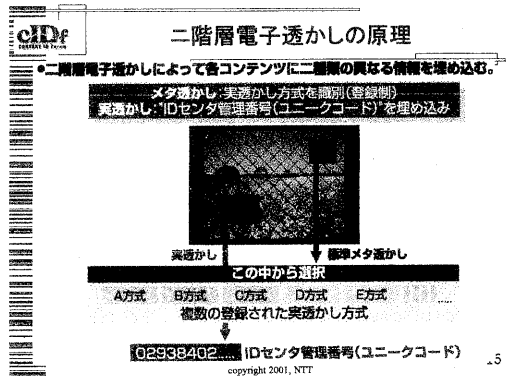 cIDf
二階層電子透かしの原理
•二階層電子透かしによって各コンテンツに二種類の異なる情報を埋め込む。
メタ透かし:実透かし方式を識別(登録制)
実透かし:"IDセンタ管理番号(ユニークコード)"を埋め込み
実透かし
標準メタ透かし
この中から選択
A方式 B方式 C方式 D方式 E方式 ......
複数の登録された実透かし方式
02938402 IDセンタ管理番号(ユニークコード)
copyright 2001, NTT